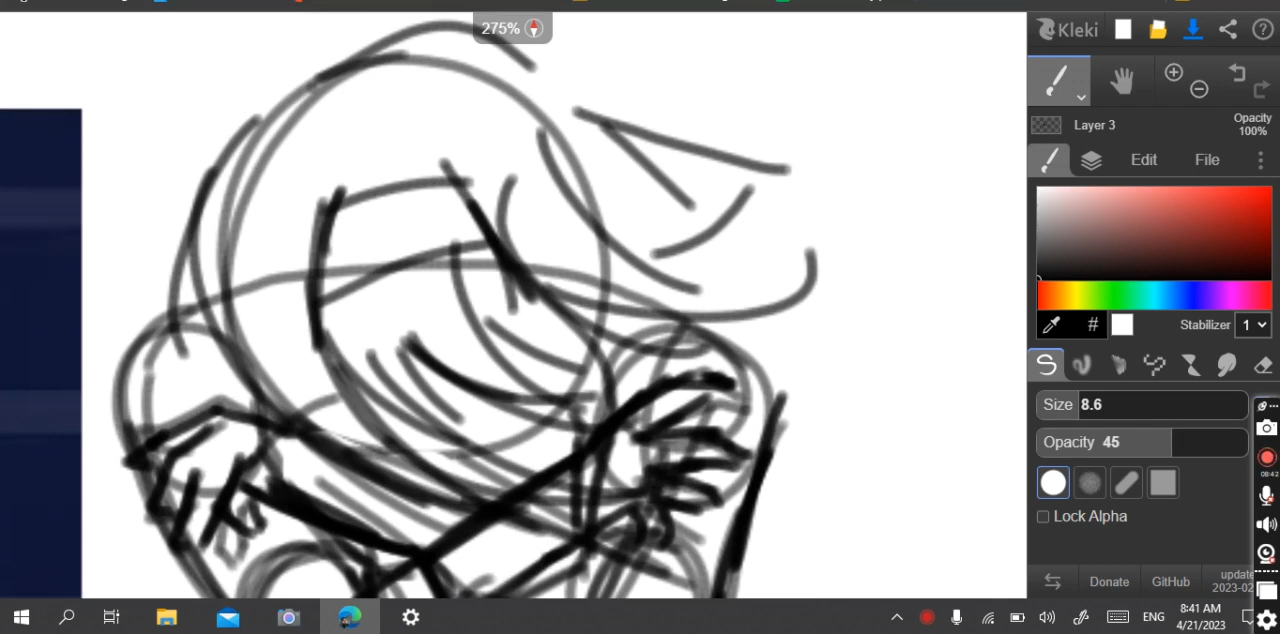 275%
Kleki
Layer 3
Opacity
100%
Edit
File
#
Stabilizer 1
Size 8.6
Opacity 45
Lock Alpha
Donate
GitHub
update
2023-02
ENG
8:41 AM
4/21/2023